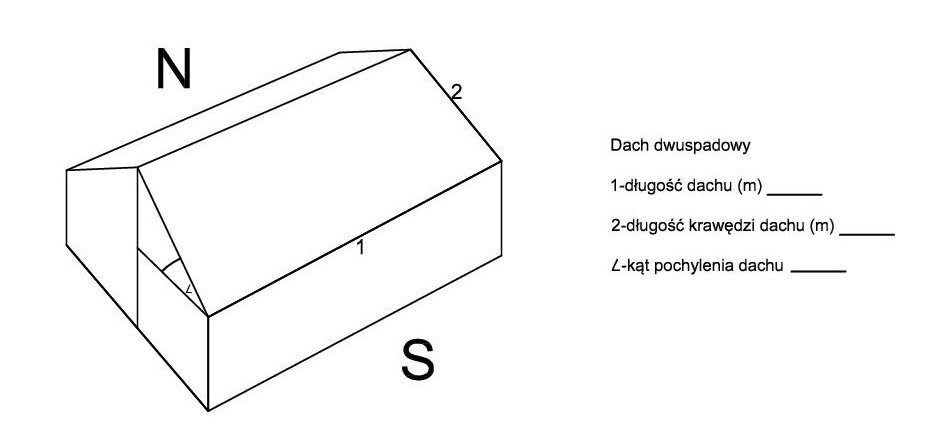 N
2
Dach dwuspadowy
1-długość dachu (m) ______
2-długość krawędzi dachu (m) ______
∠-kąt pochylenia dachu ______
1
∠
S